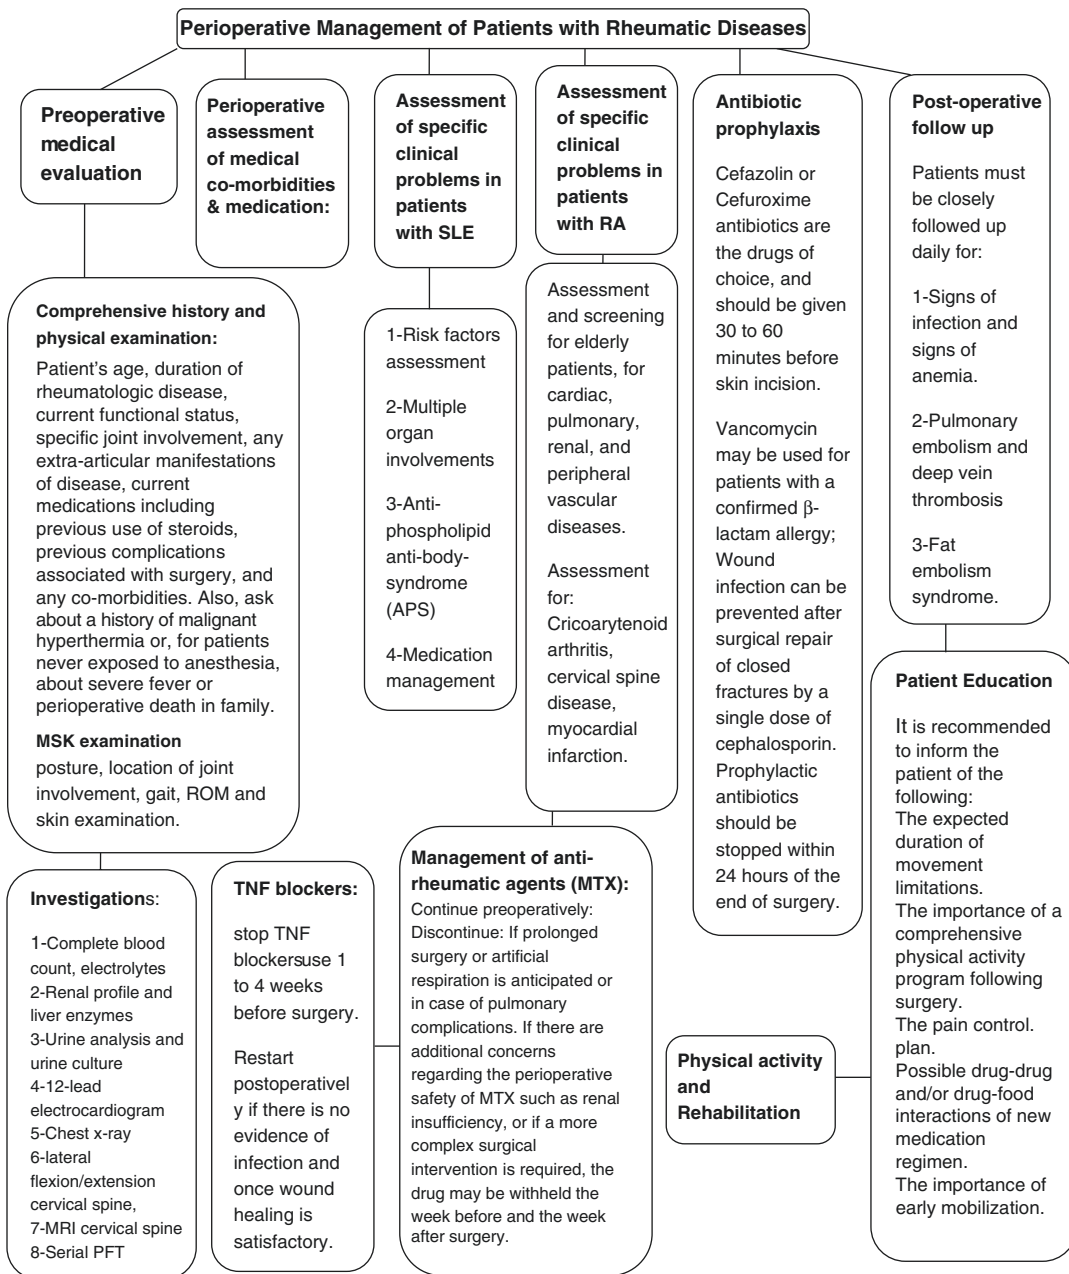 Perioperative Management of Patients with Rheumatic Diseases
Preoperative
medical
evaluation
Perioperative
assessment
of medical
co-morbidities
& medication:
Assessment
of specific
clinical
problems in
patients
with SLE
Assessment
of specific
clinical
problems in
patients
with RA
Antibiotic
prophylaxis
Cefazolin or
Cefuroxime
antibiotics are
the drugs of
choice, and
should be given
30 to 60
minutes before
skin incision.
Vancomycin
may be used for
patients with a
confirmed β-
lactam allergy;
Wound
infection can be
prevented after
surgical repair
of closed
fractures by a
single dose of
cephalosporin.
Prophylactic
antibiotics
should be
stopped within
24 hours of the
end of surgery.
Post-operative
follow up
Patients must
be closely
followed up
daily for:
1-Signs of
infection and
signs of
anemia.
2-Pulmonary
embolism and
deep vein
thrombosis
3-Fat
embolism
syndrome.
Comprehensive history and
physical examination:
Patient's age, duration of
rheumatologic disease,
current functional status,
specific joint involvement, any
extra-articular manifestations
of disease, current
medications including
previous use of steroids,
previous complications
associated with surgery, and
any co-morbidities. Also, ask
about a history of malignant
hyperthermia or, for patients
never exposed to anesthesia,
about severe fever or
perioperative death in family.
MSK examination
posture, location of joint
involvement, gait, ROM and
skin examination.
1-Risk factors
assessment
2-Multiple
organ
involvements
3-Anti-
phospholipid
anti-body-
syndrome
(APS)
4-Medication
management
Assessment
and screening
for elderly
patients, for
cardiac,
pulmonary,
renal, and
peripheral
vascular
diseases.
Assessment
for:
Cricoarytenoid
arthritis,
cervical spine
disease,
myocardial
infarction.
Patient Education
It is recommended
to inform the
patient of the
following:
The expected
duration of
movement
limitations.
The importance of a
comprehensive
physical activity
program following
surgery.
The pain control.
plan.
Possible drug-drug
and/or drug-food
interactions of new
medication
regimen.
The importance of
early mobilization.
Investigations:
1-Complete blood
count, electrolytes
2-Renal profile and
liver enzymes
3-Urine analysis and
urine culture
4-12-lead
electrocardiogram
5-Chest x-ray
6-lateral
flexion/extension
cervical spine,
7-MRI cervical spine
8-Serial PFT
TNF blockers:
stop TNF
blockersuse 1
to 4 weeks
before surgery.
Restart
postoperativel
y if there is no
evidence of
infection and
once wound
healing is
satisfactory.
Management of anti-
rheumatic agents (MTX):
Continue preoperatively:
Discontinue: If prolonged
surgery or artificial
respiration is anticipated or
in case of pulmonary
complications. If there are
additional concerns
regarding the perioperative
safety of MTX such as renal
insufficiency, or if a more
complex surgical
intervention is required, the
drug may be withheld the
week before and the week
after surgery.
Physical activity
and
Rehabilitation